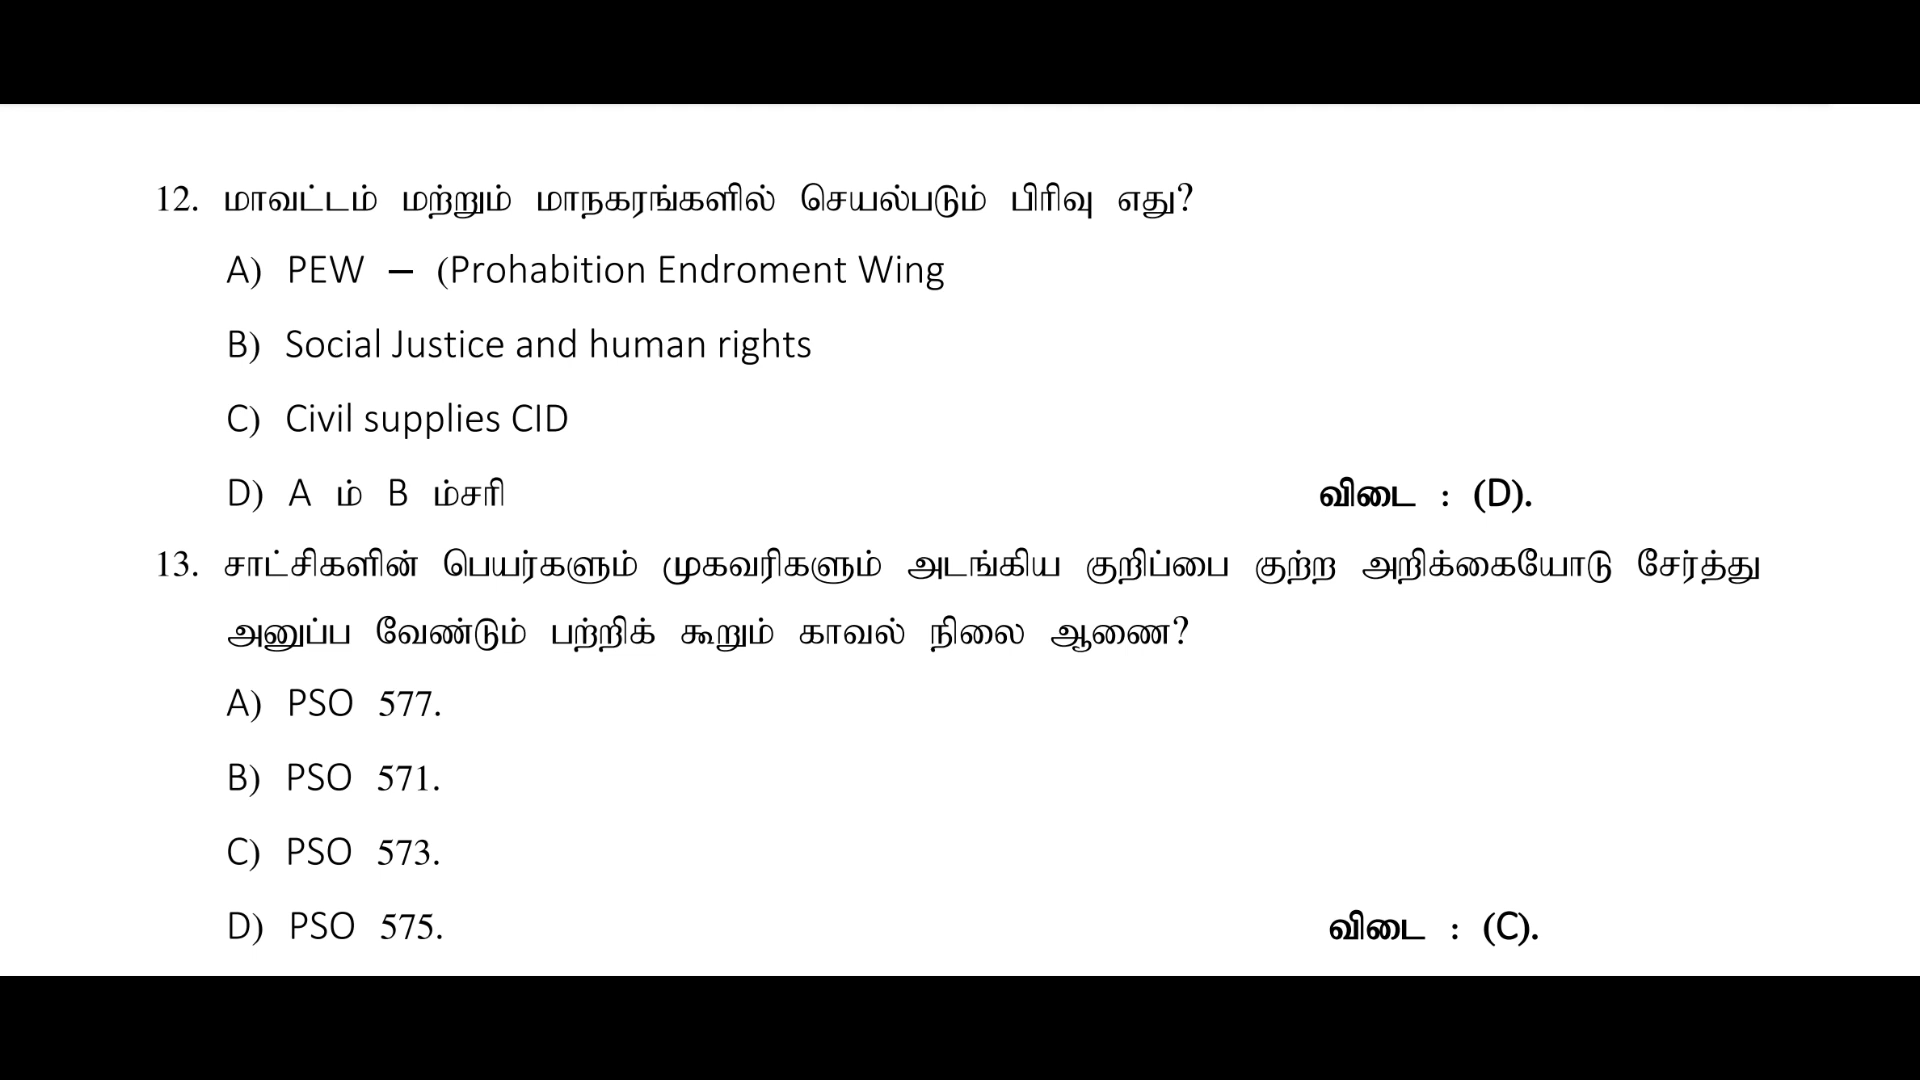 12. மாவட்டம் மற்றும் மாநகரங்களில் செயல்படும் பிரிவு எது?
A) PEW – (Prohabition Endroment Wing
B) Social Justice and human rights
C) Civil supplies CID
D) A ம் B ம்சரி விடை : (D).
13. சாட்சிகளின் பெயர்களும் முகவரிகளும் அடங்கிய குறிப்பை குற்ற அறிக்கையோடு சேர்த்து
அனுப்ப வேண்டும் பற்றிக் கூறும் காவல் நிலை ஆணை?
A) PSO 577.
B) PSO 571.
C) PSO 573.
D) PSO 575. விடை : (C).